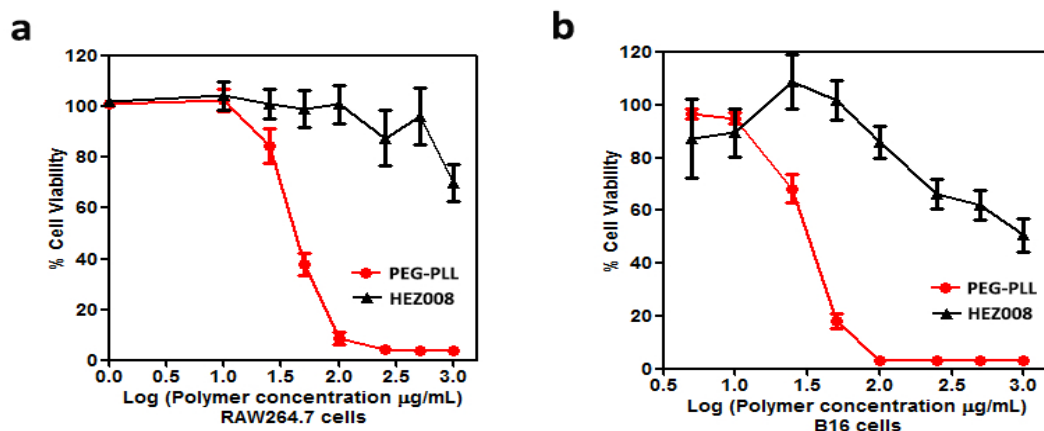 a
120
100
80
60
40
20
0
% Cell Viability
PEG-PLL
HEZ008
0.0 0.5 1.0 1.5 2.0 2.5 3.0
Log (Polymer concentration µg/mL)
RAW264.7 cells
b
120
100
80
60
40
20
0
% Cell Viability
PEG-PLL
HEZ008
0.5 1.0 1.5 2.0 2.5 3.0
Log (Polymer concentration µg/mL)
B16 cells